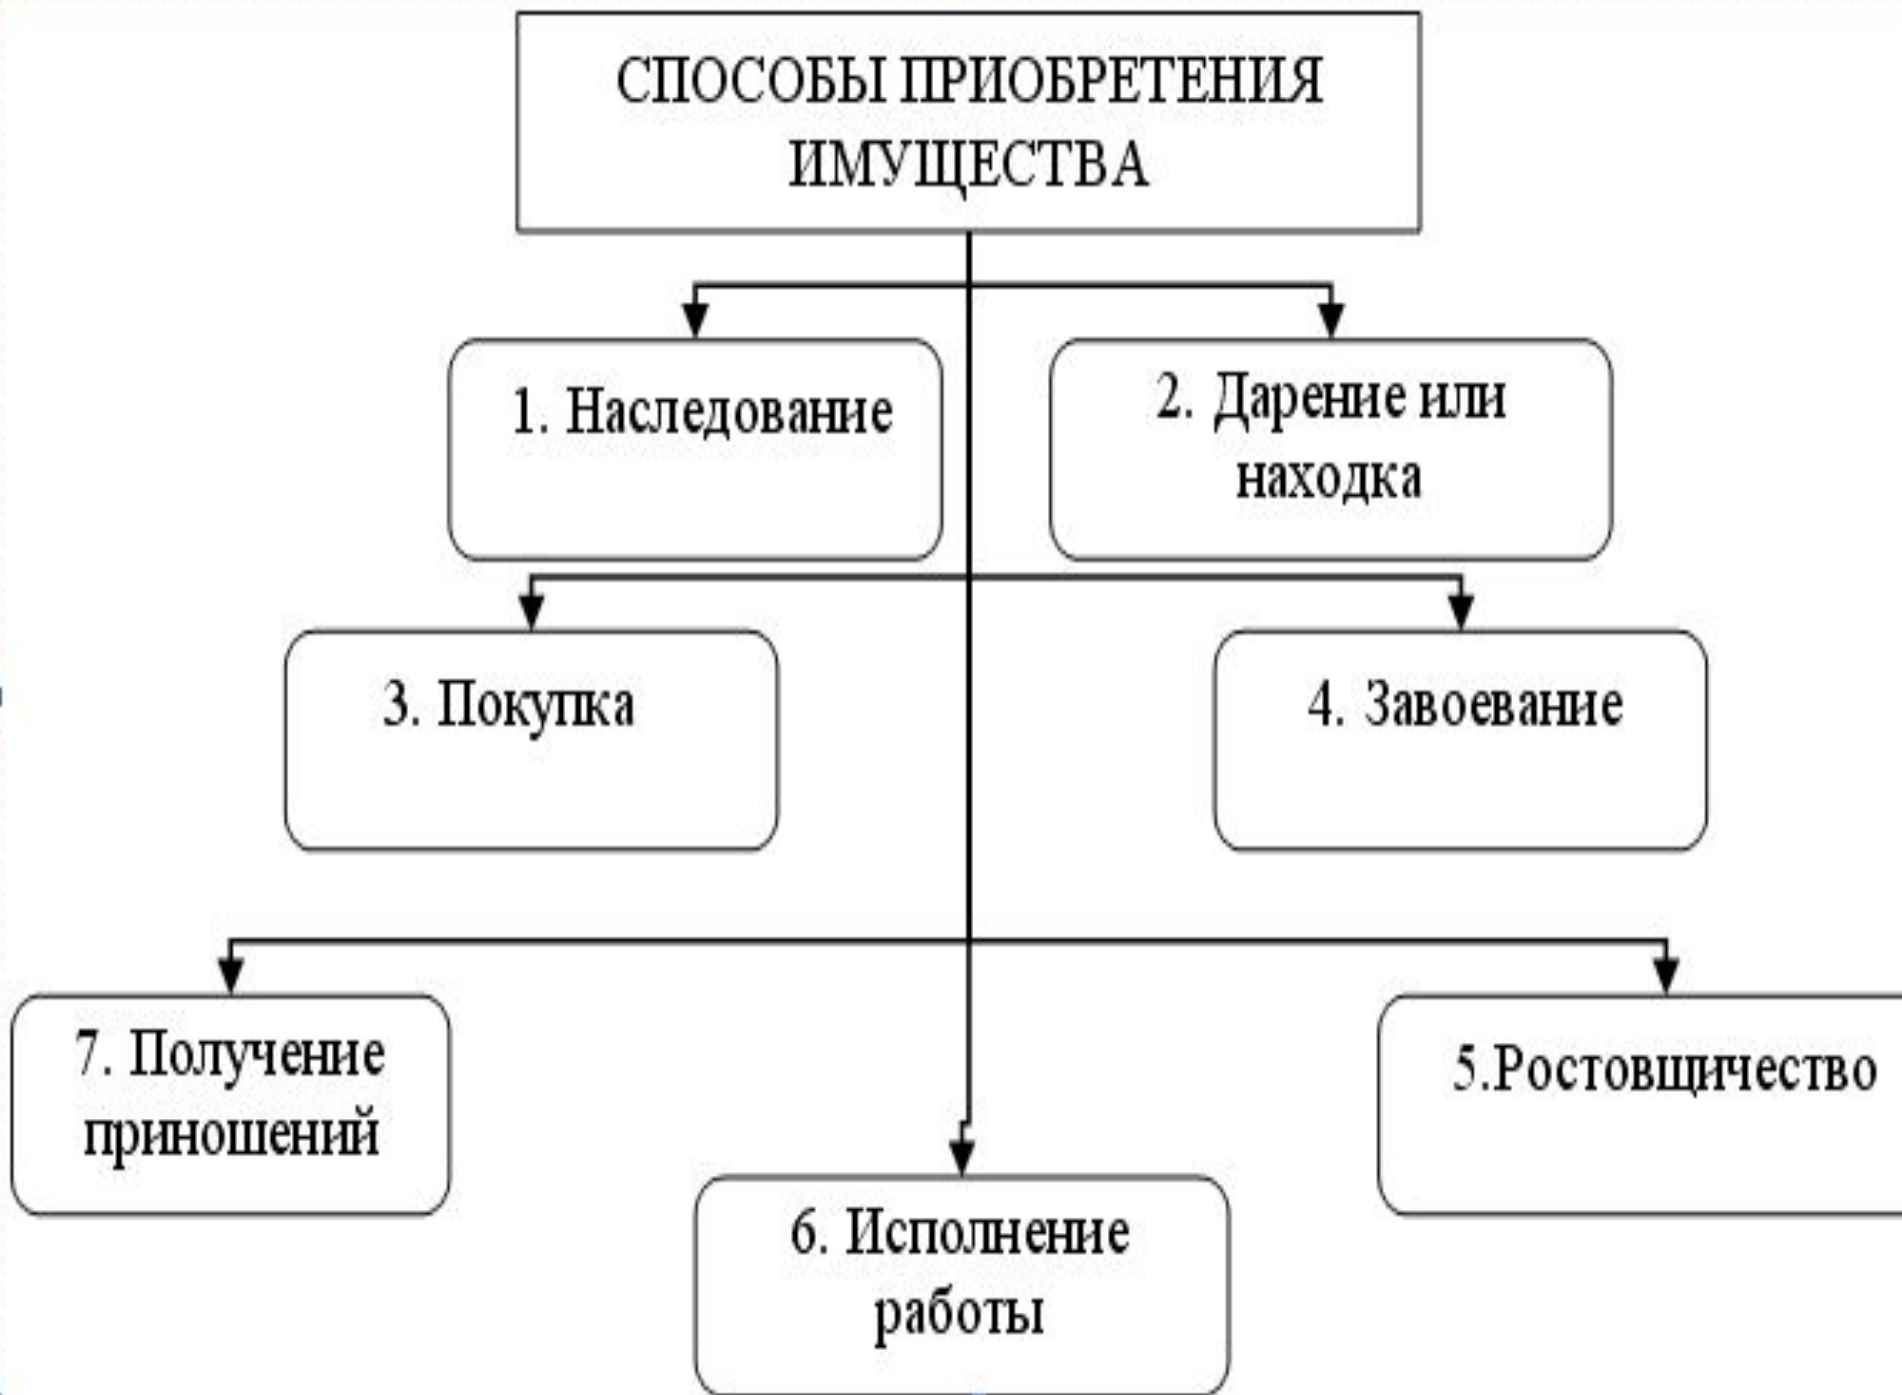 СПОСОБЫ ПРИОБРЕТЕНИЯ
ИМУЩЕСТВА
1. Наследование
2. Дарение или
находка
3. Покупка
4. Завоевание
7. Получение
приношений
5.Ростовщичество
6. Исполнение
работы